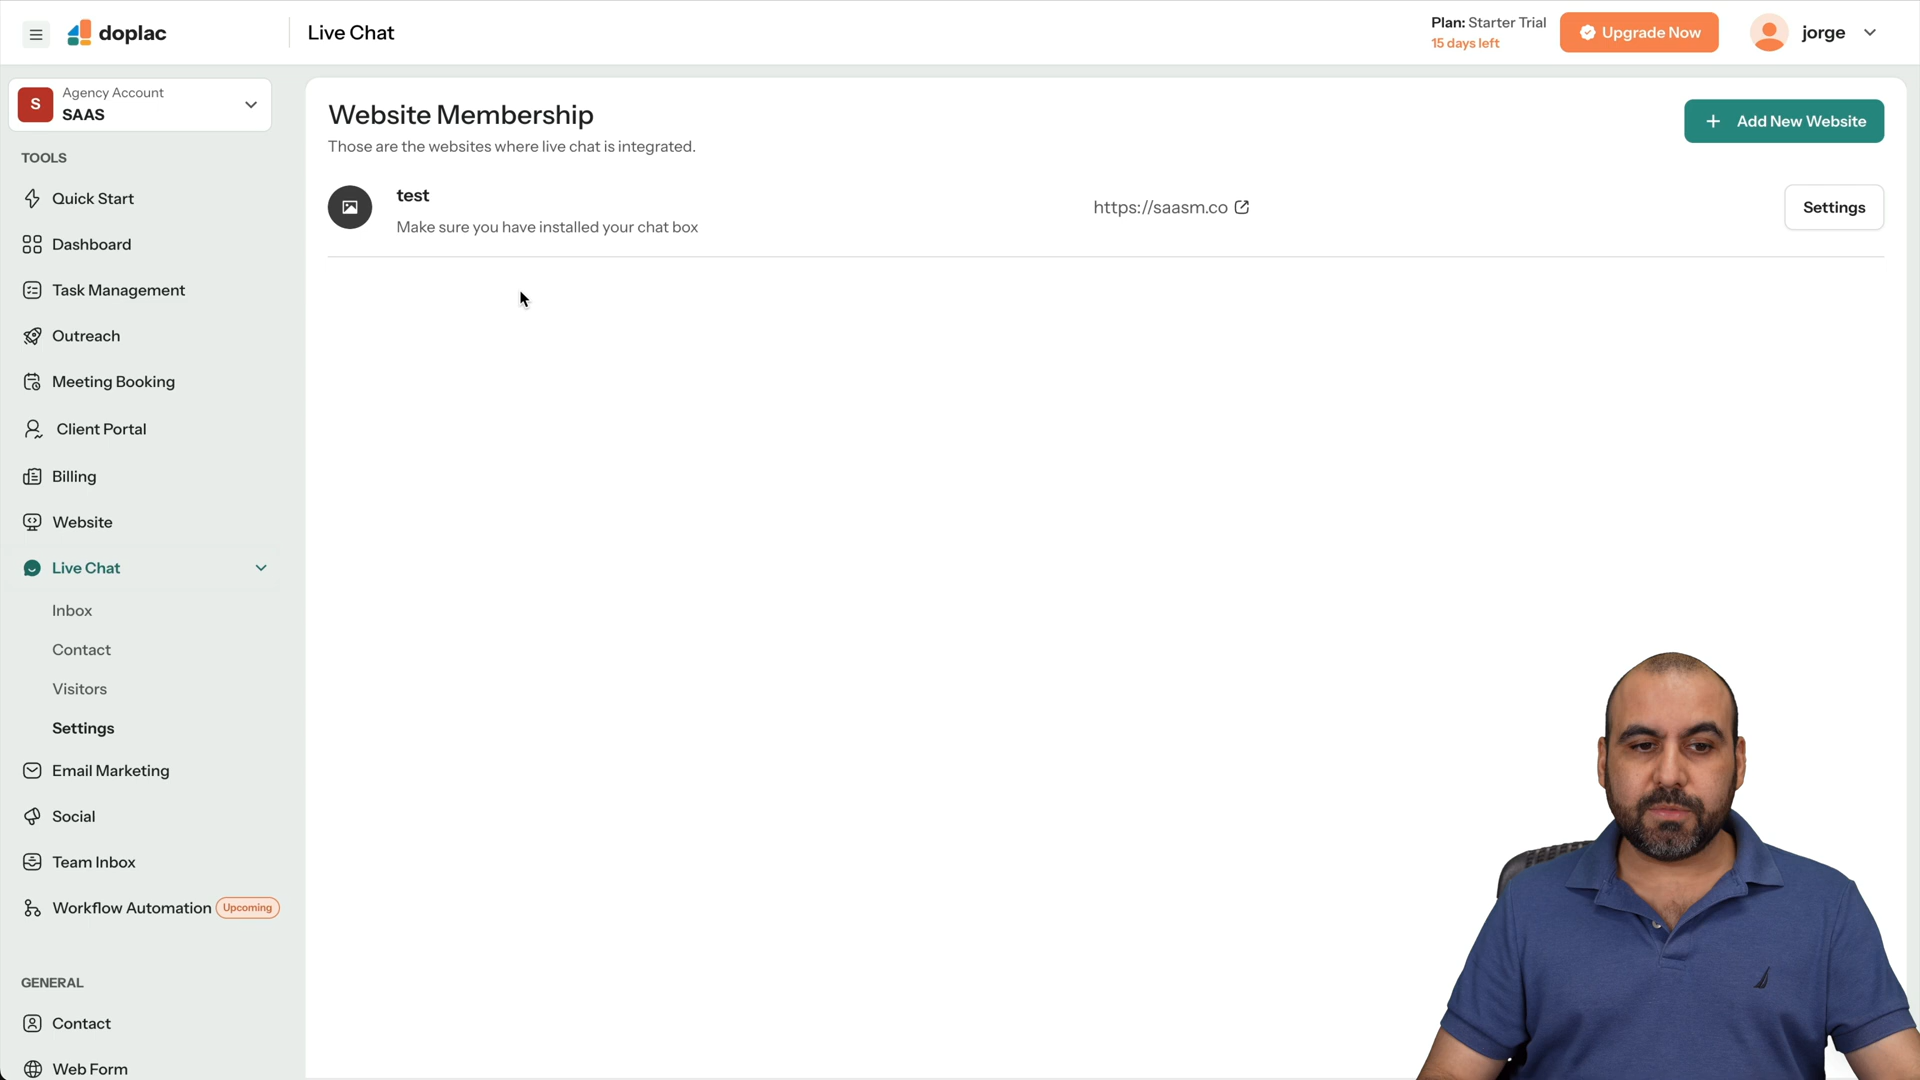 doplac
Live Chat
Plan: Starter Trial
15 days left
Upgrade Now
jorge
S
Agency Account
SAAS
TOOLS
Quick Start
Dashboard
Task Management
Outreach
Meeting Booking
Client Portal
Billing
Website
Live Chat
Inbox
Contact
Visitors
Settings
Email Marketing
Social
Team Inbox
Workflow Automation Upcoming
GENERAL
Contact
Web Form
Website Membership
Those are the websites where live chat is integrated.
Add New Website
test
Make sure you have installed your chat box
https://saasm.co
Settings